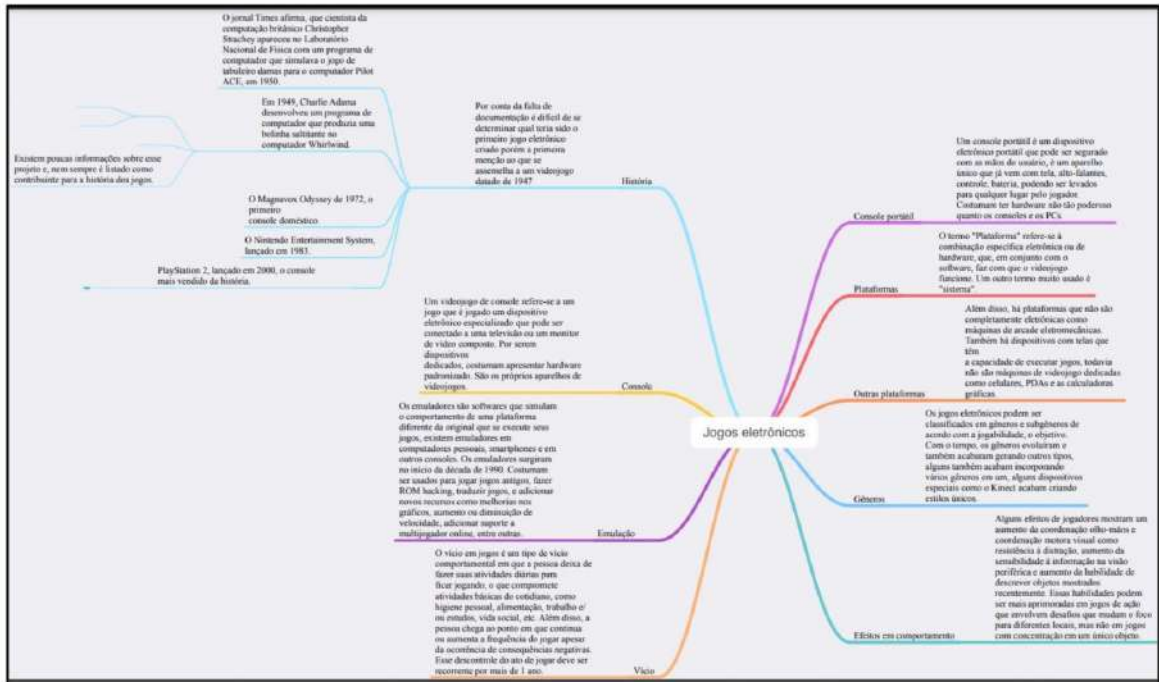 O jornal Times afirma, que cientista da
computação britânico Christopher
Strachey apareceu no Laboratório
Nacional de Física com um programa de
computador que simulava o jogo de
tabuleiro damas para o computador Pilot
ACE, em 1950.
Em 1949, Charlie Adama
desenvolveu um programa de
computador que produzia uma
bolinha saltitante no
computador Whirlwind.
Existem poucas informações sobre esse
projeto e, nem sempre é listado como
contribuinte para a história dos jogos.
O Magnavox Odyssey de 1972, o
primeiro
console doméstico
O Nintendo Entertainment System,
lançado em 1983.
PlayStation 2, lançado em 2000, o console
mais vendido da história.
Por conta da falta de
documentação é difícil de se
determinar qual teria sido o
primeiro jogo eletrônico
criado porém a primeira
menção ao que se
assemelha a um videojogo
datado de 1947
História
Um videojogo de console refere-se a um
jogo que é jogado um dispositivo
eletrônico especializado que pode ser
conectado a uma televisão ou um monitor
de vídeo composto. Por serem
dispositivos
dedicados, costumam apresentar hardware
padronizado. São os próprios aparelhos de
videojogos.
Console
Os emuladores são softwares que simulam
o comportamento de uma plataforma
diferente da original que se execute seus
jogos, existem emuladores em
computadores pessoais, smartphones e em
outros consoles. Os emuladores surgiram
no início da década de 1990. Costumam
ser usados para jogar jogos antigos, fazer
ROM hacking, traduzir jogos, e adicionar
novos recursos como melhorias nos
gráficos, aumento ou diminuição de
velocidade, adicionar suporte a
multijogador online, entre outras.
Emulação
O vício em jogos é um tipo de vício
comportamental em que a pessoa deixa de
fazer suas atividades diárias para
ficar jogando, o que compromete
atividades básicas do cotidiano, como
higiene pessoal, alimentação, trabalho e/
ou estudos, vida social, etc. Além disso, a
pessoa chega ao ponto em que continua
ou aumenta a frequência do jogar apesar
da ocorrência de consequências negativas.
Esse descontrole do ato de jogar deve ser
recorrente por mais de 1 ano.
Vício
Jogos eletrônicos
Um console portátil é um dispositivo
eletrônico portátil que pode ser segurado
com as mãos do usuário, é um aparelho
único que já vem com tela, alto-falantes,
controle, bateria, podendo ser levados
para qualquer lugar pelo jogador.
Costumam ter hardware não tão poderoso
quanto os consoles e os PCs.
Console portátil
O termo "Plataforma" refere-se à
combinação específica eletrônica ou de
hardware, que, em conjunto com o
software, faz com que o videojogo
funcione. Um outro termo muito usado é
"sistema".
Plataformas
Além disso, há plataformas que não são
completamente eletrônicas como
máquinas de arcade eletromecânicas.
Também há dispositivos com telas que
têm
a capacidade de executar jogos, todavia
não são máquinas de videojogo dedicadas
como celulares, PDAs e as calculadoras
gráficas.
Outras plataformas
Os jogos eletrônicos podem ser
classificados em gêneros e subgêneros de
acordo com a jogabilidade, o objetivo.
Com o tempo, os gêneros evoluíram e
também acabaram gerando outros tipos,
alguns também acabam incorporando
vários gêneros em um, alguns dispositivos
especiais como o Kinect acabam criando
estilos únicos.
Gêneros
Alguns efeitos de jogadores mostram um
aumento da coordenação olho-mãos e
coordenação motora visual como
resistência à distração, aumento da
sensibilidade à informação na visão
periférica e aumento da habilidade de
descrever objetos mostrados
recentemente. Essas habilidades podem
ser mais aprimoradas em jogos de ação
que envolvem desafios que mudam o foco
para diferentes locais, mas não em jogos
com concentração em um único objeto.
Efeitos em comportamento